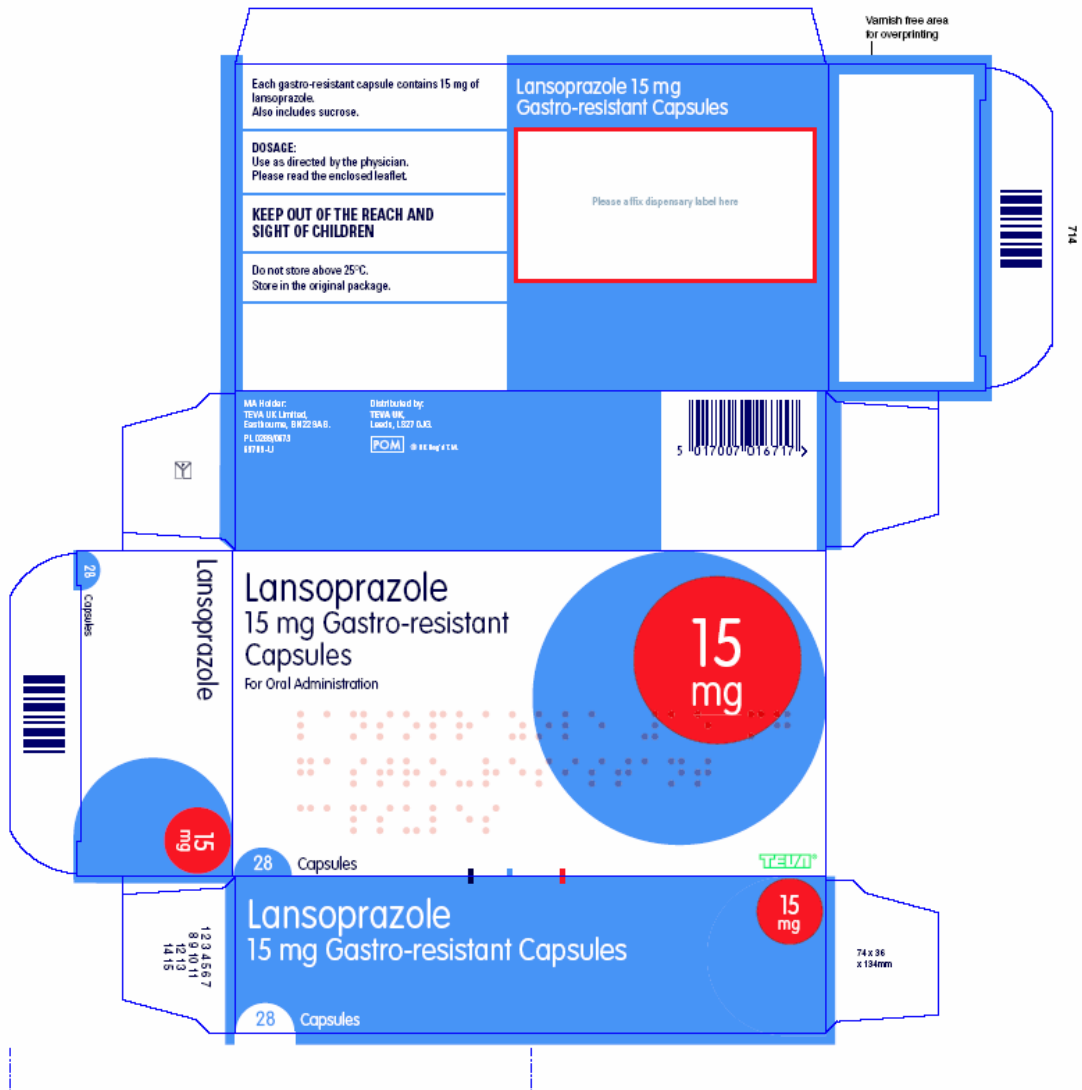 Varnish free area
for overprinting
Each gastro-resistant capsule contains 15 mg of
lansoprazole.
Also includes sucrose.
DOSAGE:
Use as directed by the physician.
Please read the enclosed leaflet.
KEEP OUT OF THE REACH AND
SIGHT OF CHILDREN
Do not store above 25°C.
Store in the original package.
Lansoprazole 15 mg
Gastro-resistant Capsules
Please affix dispensary label here
714
MA Holder:
TEVA UK Limited,
Eastbourne, BN22 9AG.
Distributed by:
TEVA UK,
Leeds, LS27 0JG.
POM
5 017007 016717 >
28
Capsules
Lansoprazole
15
mg
Lansoprazole
15 mg Gastro-resistant
Capsules
For Oral Administration
15
mg
28 Capsules
TEVA®
Lansoprazole
15 mg Gastro-resistant Capsules
15
mg
28 Capsules
1 2 3 4 5 6 7
8 9 10 11
12 13
14 15
74 x 36
x 134mm